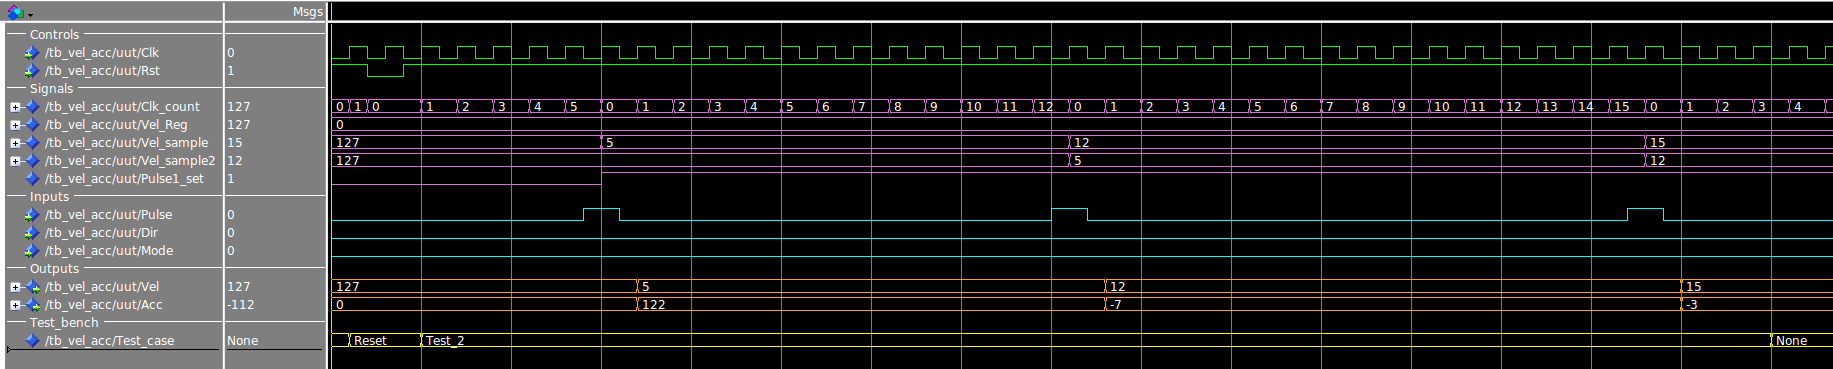 Msgs
Controls
/tb_vel_acc/uut/Clk 0
/tb_vel_acc/uut/Rst 1
Signals
/tb_vel_acc/uut/Clk_count 127 0 1 0 1 2 3 4 5 0 1 2 3 4 5 6 7 8 9 10 11 12 0 1 2 3 4 5 6 7 8 9 10 11 12 13 14 15 0 1 2 3 4
/tb_vel_acc/uut/Vel_Reg 127 0
/tb_vel_acc/uut/Vel_sample 15 127 5 12 15
/tb_vel_acc/uut/Vel_sample2 12 127 5 12
/tb_vel_acc/uut/Pulse1_set 1
Inputs
/tb_vel_acc/uut/Pulse 0
/tb_vel_acc/uut/Dir 0
/tb_vel_acc/uut/Mode 0
Outputs
/tb_vel_acc/uut/Vel 127 127 5 12 15
/tb_vel_acc/uut/Acc -112 0 122 -7 -3
Test_bench
/tb_vel_acc/Test_case None Reset Test_2 None